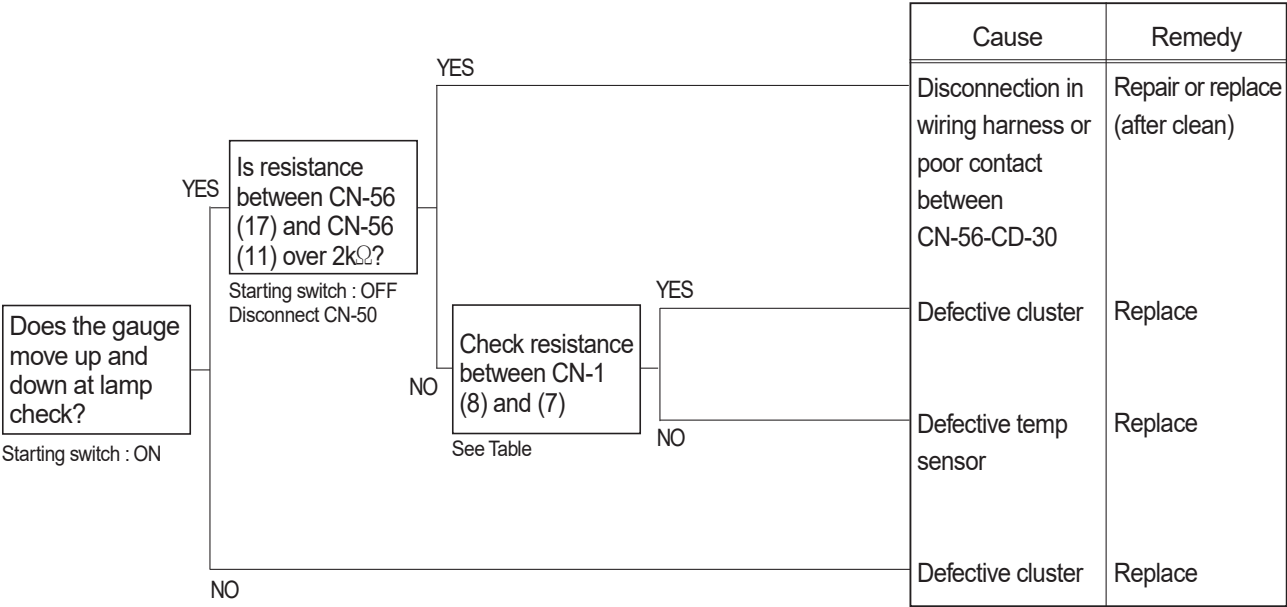 Does the gauge
move up and
down at lamp
check?
Starting switch : ON
YES
NO
Is resistance
between CN-56
(17) and CN-56
(11) over 2kΩ?
Starting switch : OFF
Disconnect CN-50
YES
NO
Check resistance
between CN-1
(8) and (7)
See Table
YES
NO
Cause
Remedy
Disconnection in
wiring harness or
poor contact
between
CN-56-CD-30
Repair or replace
(after clean)
Defective cluster
Replace
Defective temp
sensor
Replace
Defective cluster
Replace